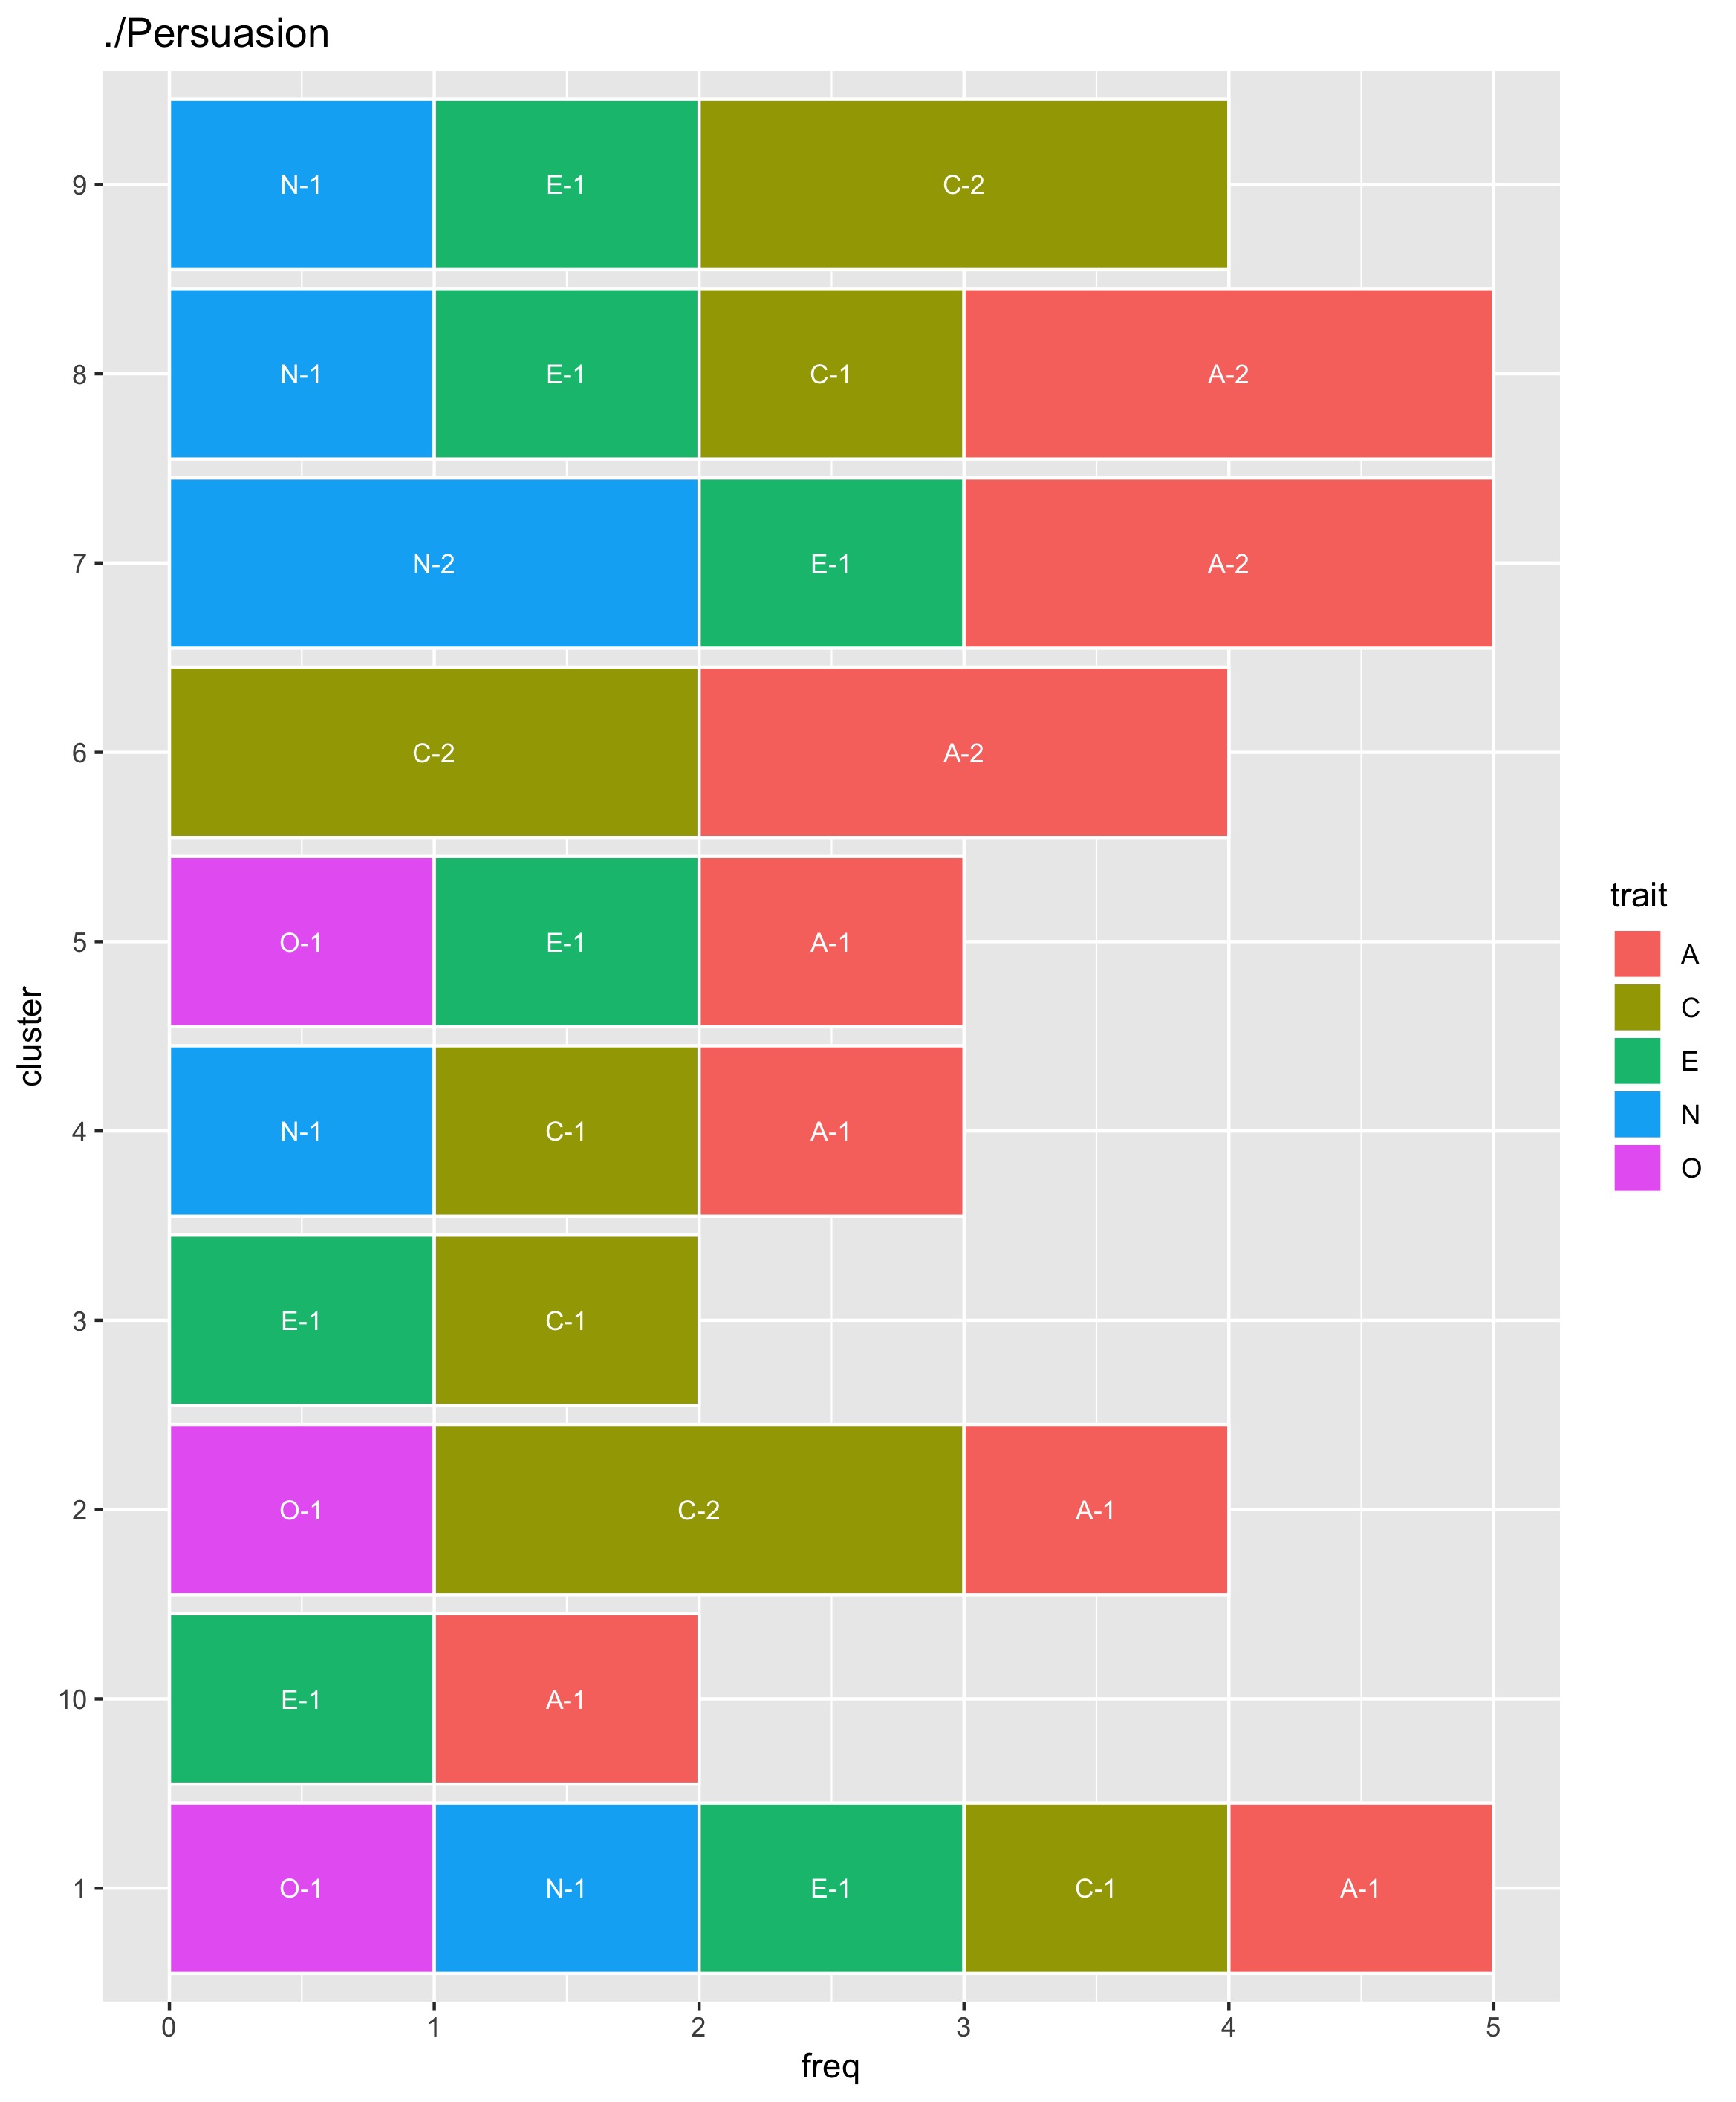 ./Persuasion
9
N-1 E-1 C-2
8
N-1 E-1 C-1 A-2
7
N-2 E-1 A-2
6
C-2 A-2
5
O-1 E-1 A-1
4
N-1 C-1 A-1
3
E-1 C-1
2
O-1 C-2 A-1
10
E-1 A-1
1
O-1 N-1 E-1 C-1 A-1
cluster
0 1 2 3 4 5
freq
trait
A
C
E
N
O